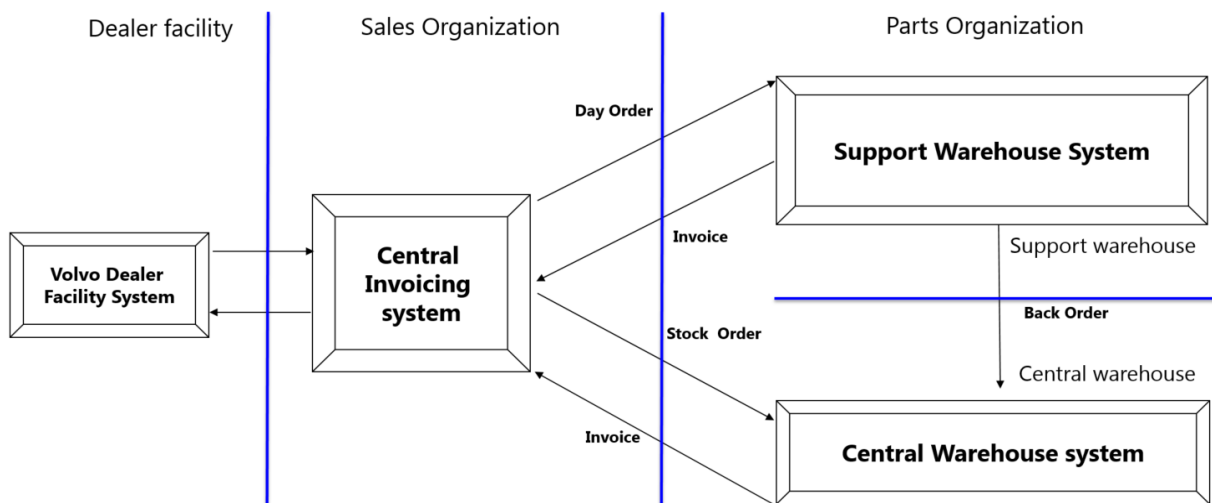 Dealer facility
Sales Organization
Parts Organization
Day Order
Support Warehouse System
Invoice
Support warehouse
Volvo Dealer
Facility System
Central
Invoicing
system
Back Order
Stock Order
Central warehouse
Invoice
Central Warehouse system